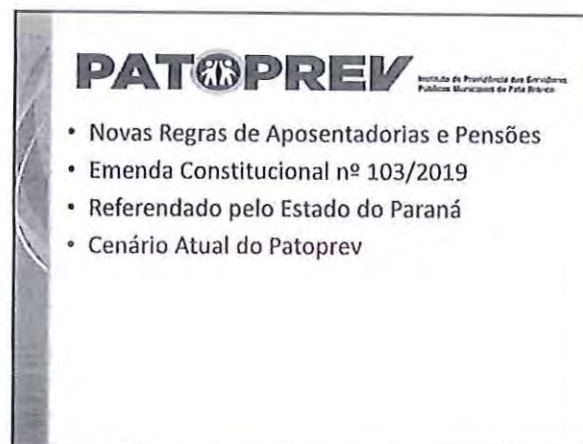 PATOPREV
Instituto de Previdência dos Servidores
Públicos Municipais de Pato Branco
• Novas Regras de Aposentadorias e Pensões
• Emenda Constitucional nº 103/2019
• Referendado pelo Estado do Paraná
• Cenário Atual do Patoprev